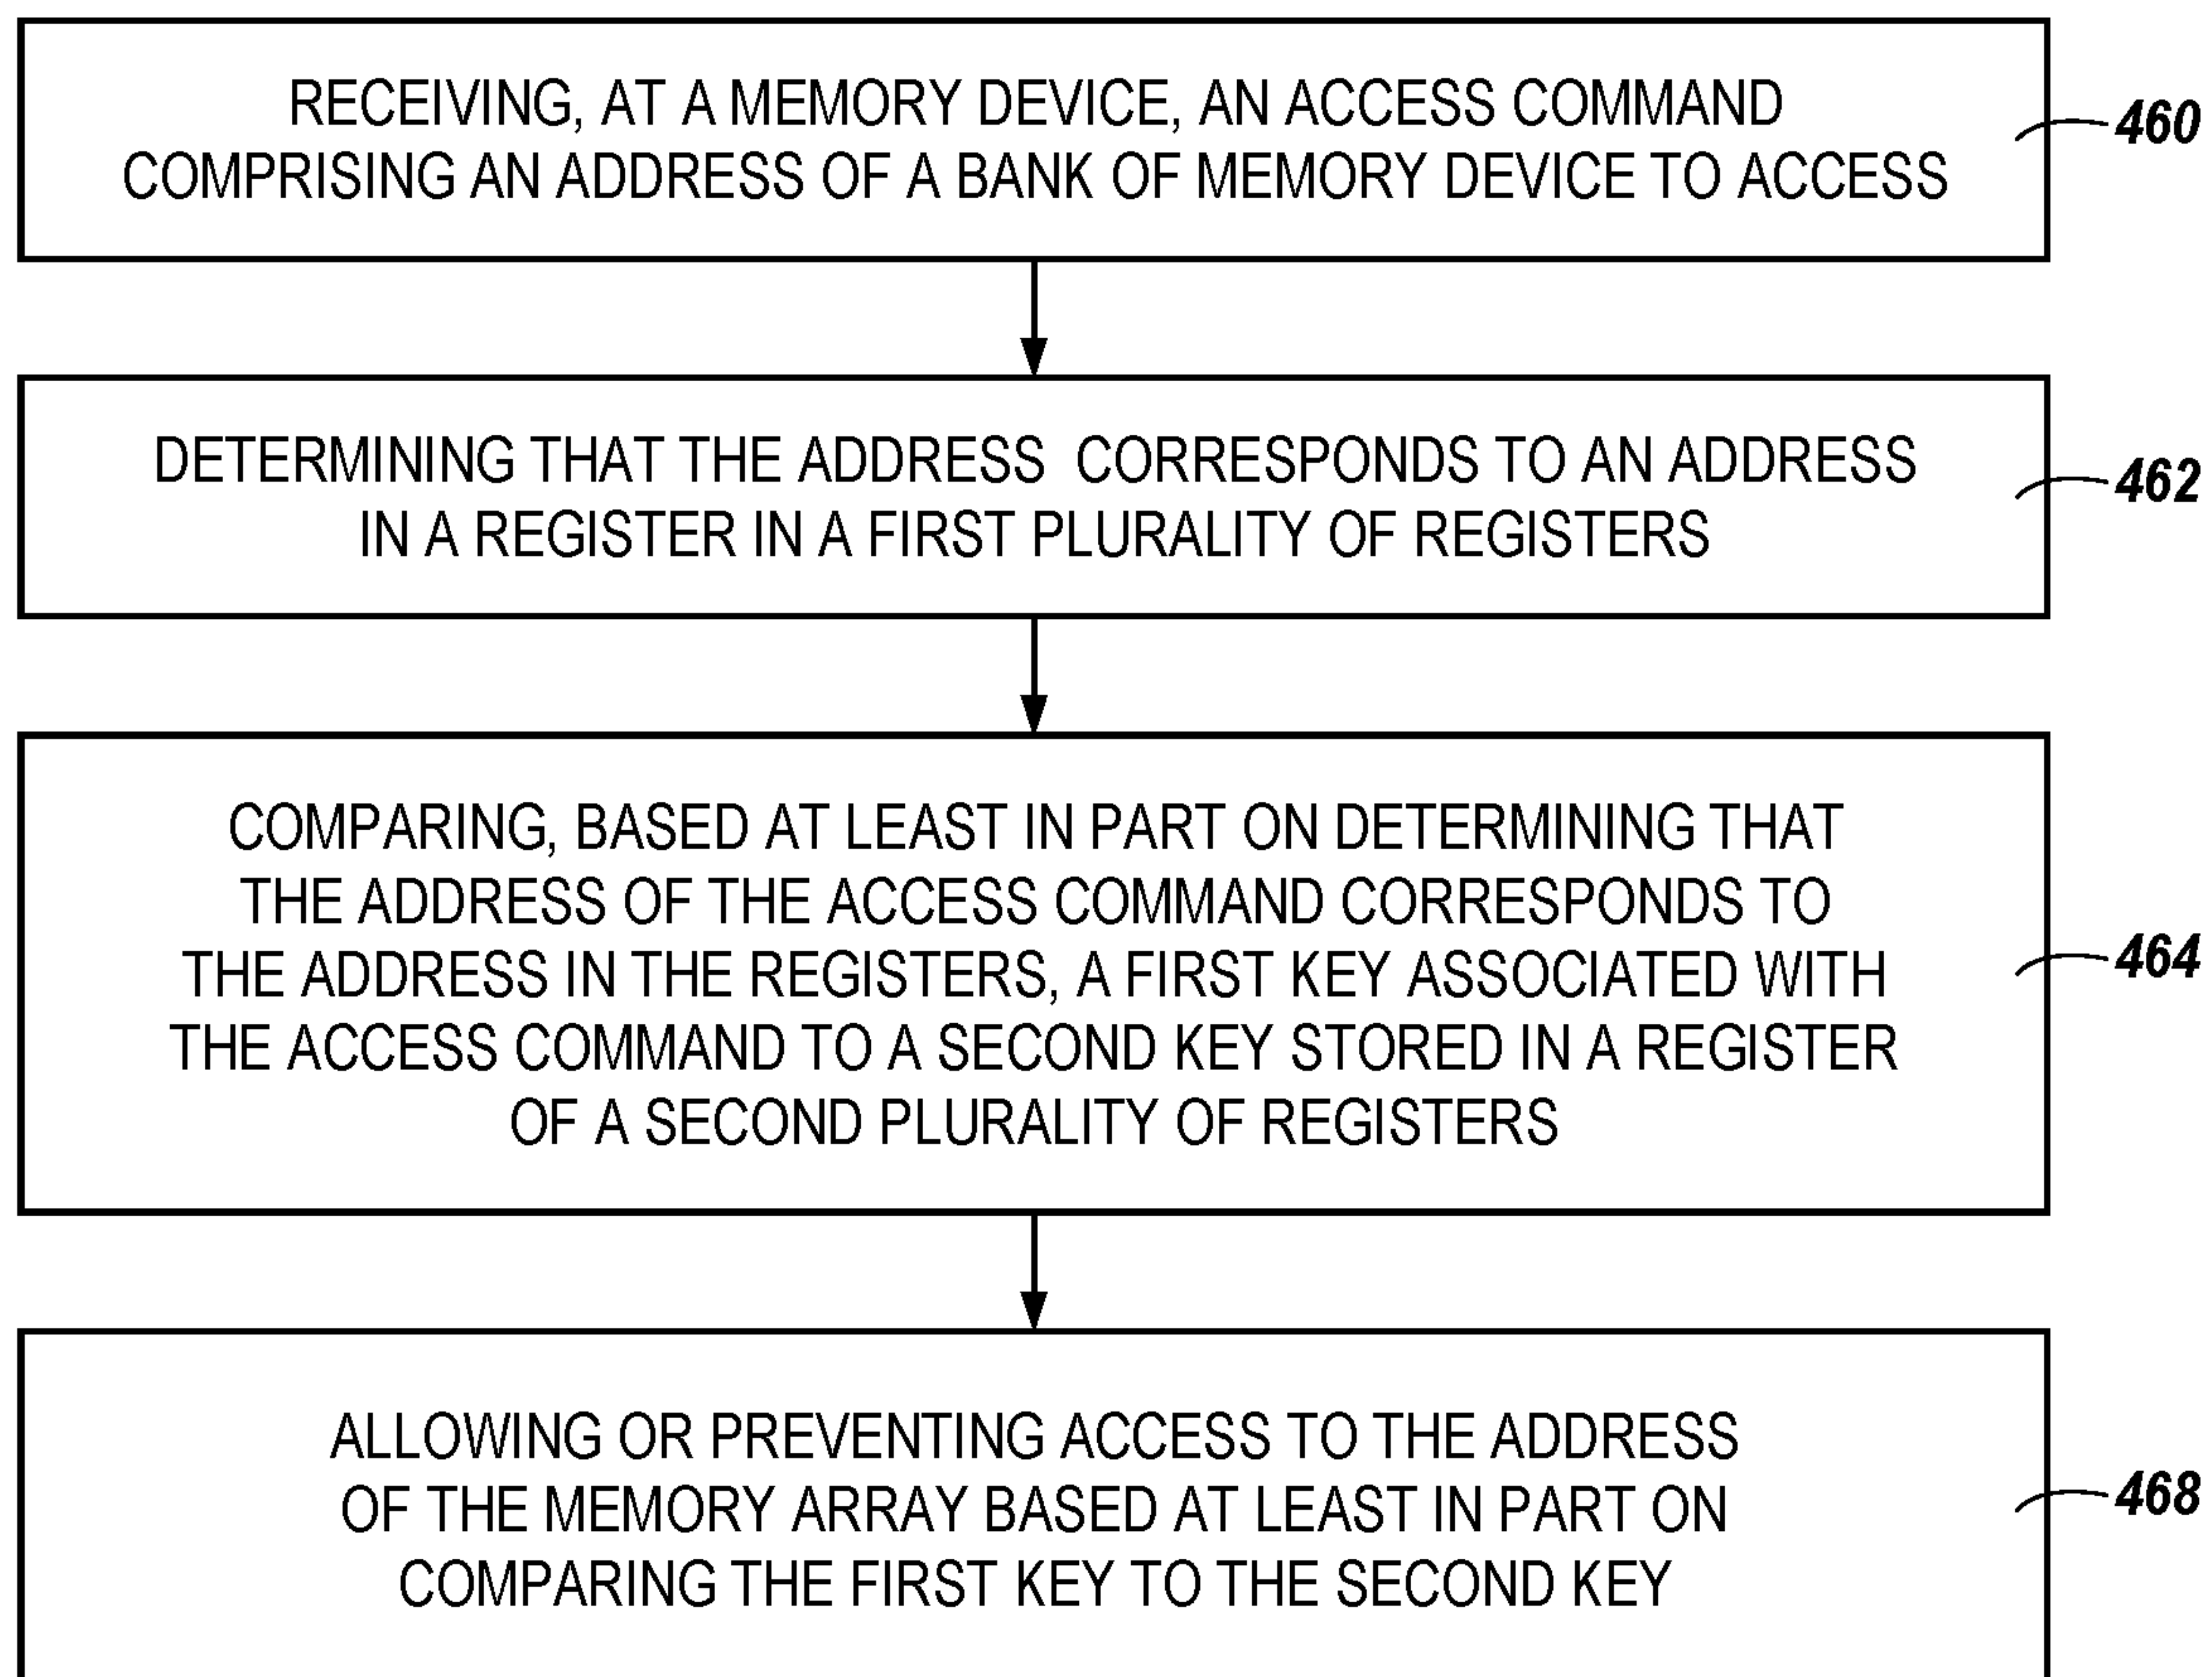 RECEIVING, AT A MEMORY DEVICE, AN ACCESS COMMAND
COMPRISING AN ADDRESS OF A BANK OF MEMORY DEVICE TO ACCESS
460
DETERMINING THAT THE ADDRESS CORRESPONDS TO AN ADDRESS
IN A REGISTER IN A FIRST PLURALITY OF REGISTERS
462
COMPARING, BASED AT LEAST IN PART ON DETERMINING THAT
THE ADDRESS OF THE ACCESS COMMAND CORRESPONDS TO
THE ADDRESS IN THE REGISTERS, A FIRST KEY ASSOCIATED WITH
THE ACCESS COMMAND TO A SECOND KEY STORED IN A REGISTER
OF A SECOND PLURALITY OF REGISTERS
464
ALLOWING OR PREVENTING ACCESS TO THE ADDRESS
OF THE MEMORY ARRAY BASED AT LEAST IN PART ON
COMPARING THE FIRST KEY TO THE SECOND KEY
468